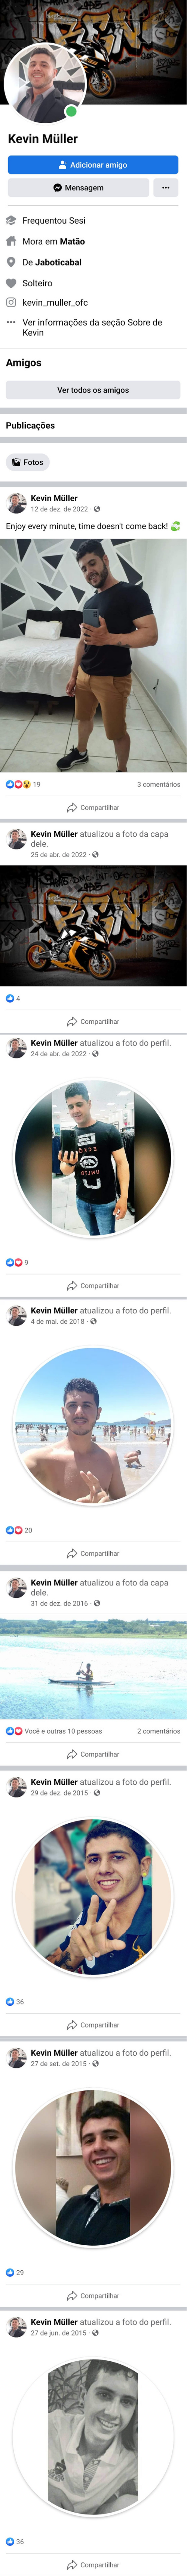 Kevin Müller
Adicionar amigo
Mensagem
Frequentou Sesi
Mora em Matão
De Jaboticabal
Solteiro
kevin_muller_ofc
Ver informações da seção Sobre de
Kevin
Amigos
Ver todos os amigos
Publicações
Fotos
Kevin Müller
12 de dez. de 2022 ·
Enjoy every minute, time doesn't come back!
19
3 comentários
Compartilhar
Kevin Müller atualizou a foto da capa
dele.
25 de abr. de 2022 ·
4
Compartilhar
Kevin Müller atualizou a foto do perfil.
24 de abr. de 2022 ·
9
Compartilhar
Kevin Müller atualizou a foto do perfil.
4 de mai. de 2018 ·
20
Compartilhar
Kevin Müller atualizou a foto da capa
dele.
31 de dez. de 2016 ·
Você e outras 10 pessoas
2 comentários
Compartilhar
Kevin Müller atualizou a foto do perfil.
29 de dez. de 2015 ·
36
Compartilhar
Kevin Müller atualizou a foto do perfil.
27 de set. de 2015 ·
29
Compartilhar
Kevin Müller atualizou a foto do perfil.
27 de jun. de 2015 ·
36
Compartilhar